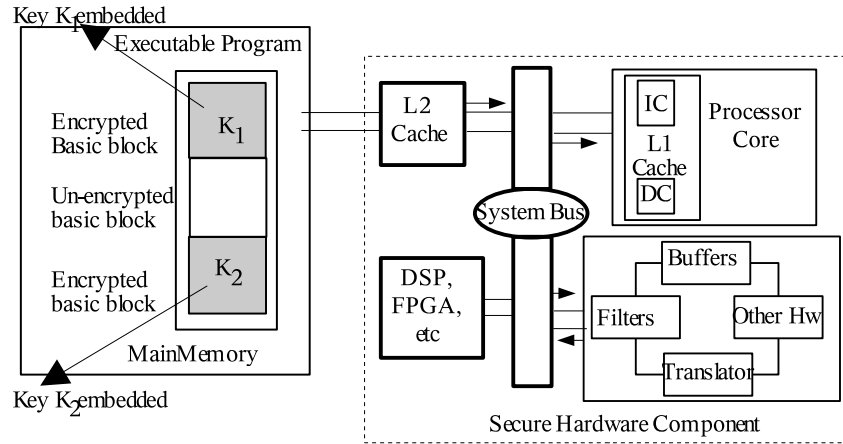 Key K1 embedded
Executable Program
Encrypted
Basic block
K1
Un-encrypted
basic block
Encrypted
basic block
K2
MainMemory
Key K2 embedded
L2
Cache
System Bus
IC
L1
Cache
DC
Processor
Core
DSP,
FPGA,
etc
Buffers
Filters
Other Hw
Translator
Secure Hardware Component